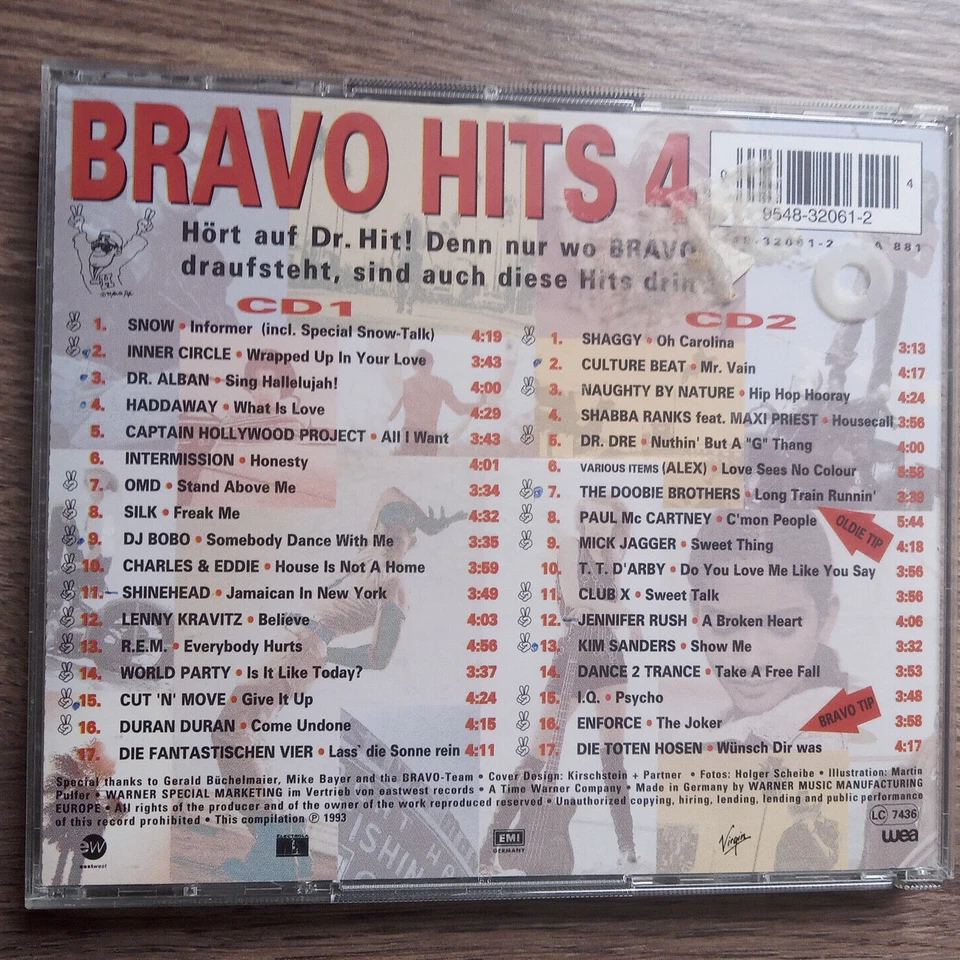 BRAVO HITS 4
0 9548-32061-2 4
Hört auf Dr. Hit! Denn nur wo BRAVO
32061-2 A 881
draufsteht, sind auch diese Hits drin
CD1
1. SNOW • Informer (incl. Special Snow-Talk) 4:19
2. INNER CIRCLE • Wrapped Up In Your Love 3:43
3. DR. ALBAN • Sing Hallelujah! 4:00
4. HADDAWAY • What Is Love 4:29
5. CAPTAIN HOLLYWOOD PROJECT • All I Want 3:43
6. INTERMISSION • Honesty 4:01
7. OMD • Stand Above Me 3:34
8. SILK • Freak Me 4:32
9. DJ BOBO • Somebody Dance With Me 3:35
10. CHARLES & EDDIE • House Is Not A Home 3:59
11. SHINEHEAD • Jamaican In New York 3:49
12. LENNY KRAVITZ • Believe 4:03
13. R.E.M. • Everybody Hurts 4:56
14. WORLD PARTY • Is It Like Today? 3:37
15. CUT 'N' MOVE • Give It Up 4:24
16. DURAN DURAN • Come Undone 4:15
17. DIE FANTASTISCHEN VIER • Lass` die Sonne rein 4:11
CD2
1. SHAGGY • Oh Carolina 3:13
2. CULTURE BEAT • Mr. Vain 4:17
3. NAUGHTY BY NATURE • Hip Hop Hooray 4:24
4. SHABBA RANKS feat. MAXI PRIEST • Housecall 3:56
5. DR. DRE • Nuthin' But A "G" Thang 4:00
6. VARIOUS ITEMS (ALEX) • Love Sees No Colour
7. THE DOOBIE BROTHERS • Long Train Runnin' 3:39
8. PAUL Mc CARTNEY • C'mon People 5:44
OLDIE TIP
9. MICK JAGGER • Sweet Thing 4:18
10. T. T. D'ARBY • Do You Love Me Like You Say 3:56
11. CLUB X • Sweet Talk 3:56
12. JENNIFER RUSH • A Broken Heart 4:06
13. KIM SANDERS • Show Me 3:32
14. DANCE 2 TRANCE • Take A Free Fall 3:53
15. I.Q. • Psycho 3:48
BRAVO TIP
16. ENFORCE • The Joker 3:58
17. DIE TOTEN HOSEN • Wünsch Dir was 4:17
Special thanks to Gerald Büchelmaier, Mike Bayer and the BRAVO-Team • Cover Design: Kirschstein + Partner • Fotos: Holger Scheibe • Illustration: Martin
Pulfer • WARNER SPECIAL MARKETING im Vertrieb von eastwest records • A Time Warner Company • Made in Germany by WARNER MUSIC MANUFACTURING
EUROPE • All rights of the producer and of the owner of the work reproduced reserved • Unauthorized copying, hiring, lending, lending and public performance
of this record prohibited • This compilation ℗ 1993
LC 7436
ew
eastwest
ELECTROLA
EMI
GERMANY
Virgin
wea